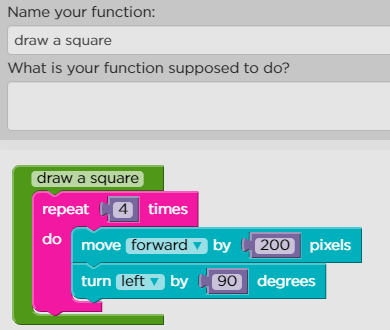 Name your function:
draw a square
What is your function supposed to do?
draw a square
repeat 4 times
do move forward ▼ by 200 pixels
turn left ▼ by 90 degrees